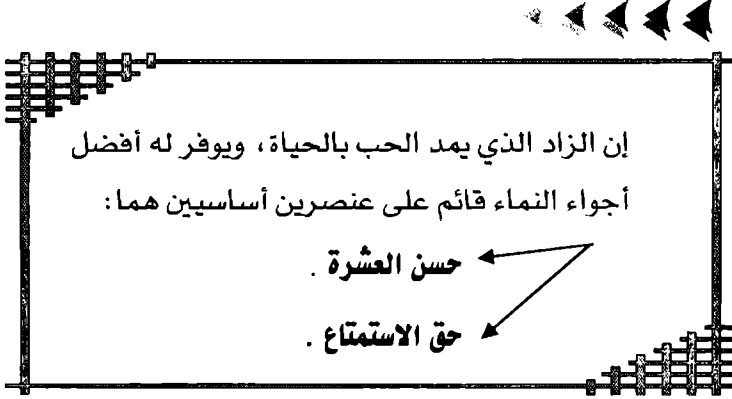 إن الزاد الذي يمد الحب بالحياة، ويوفر له أفضل
أجواء النماء قائم على عنصرين أساسيين هما:
حسن العشرة .
حق الاستمتاع .